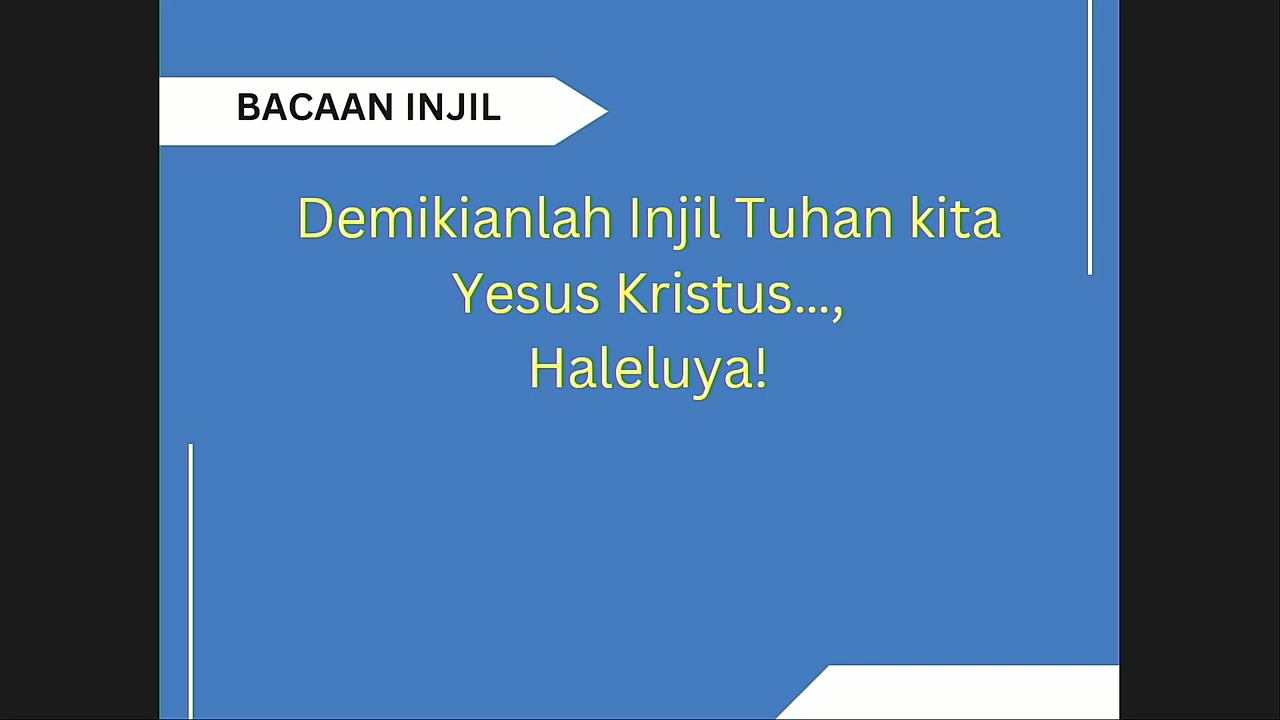 BACAAN INJIL
Demikianlah Injil Tuhan kita
Yesus Kristus...,
Haleluya!